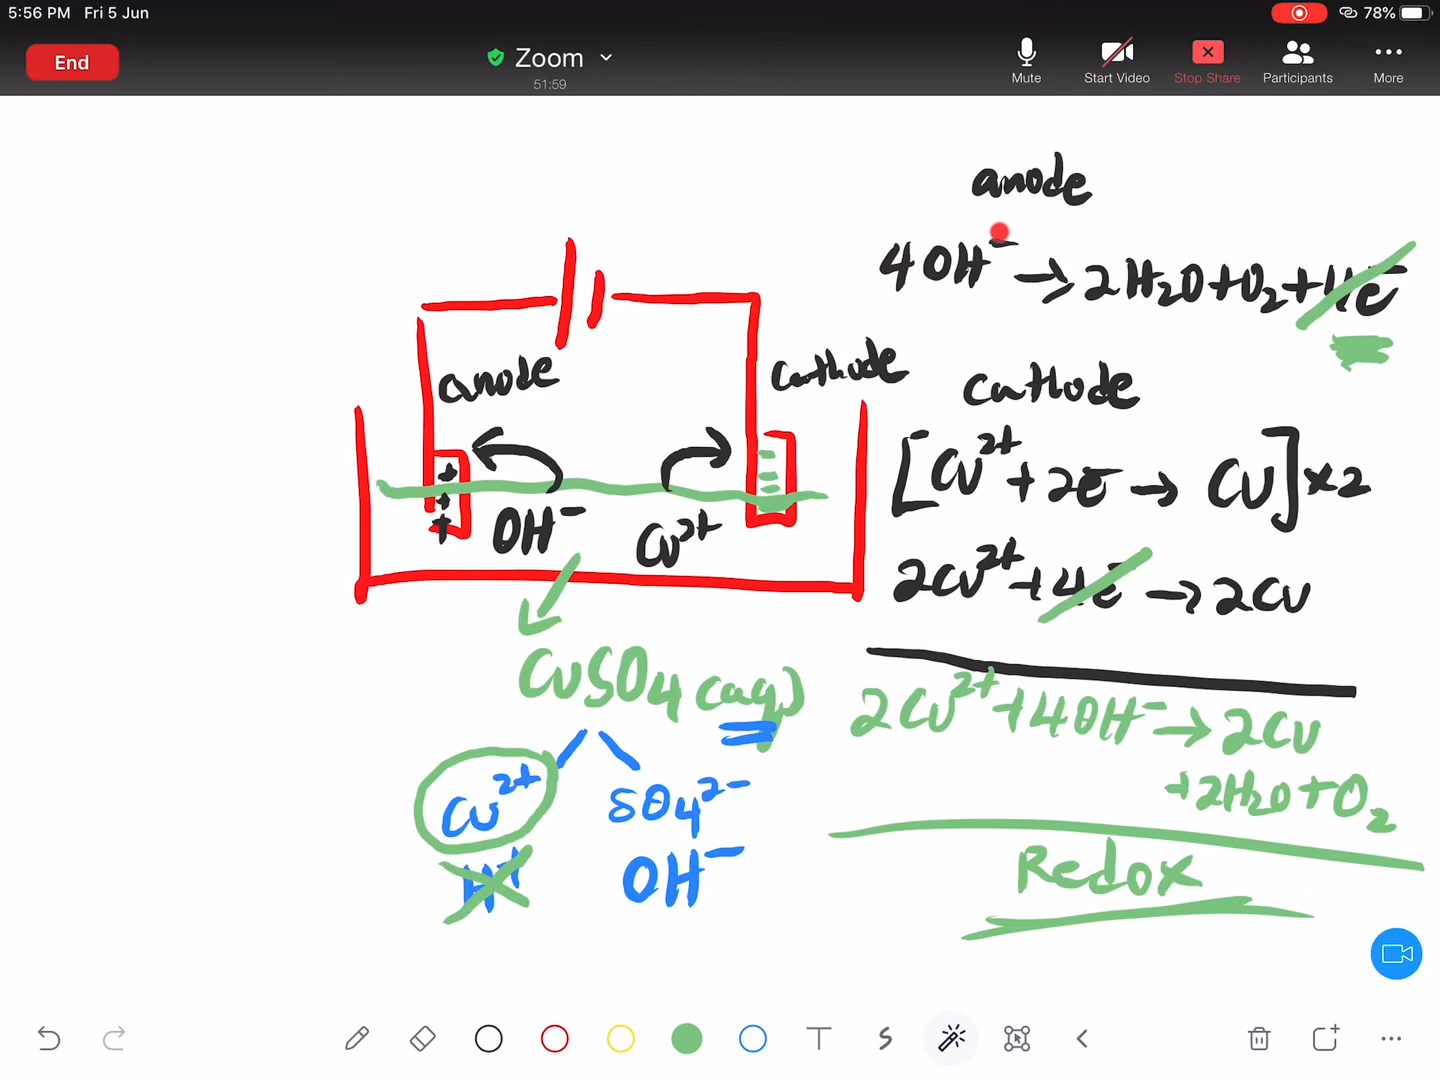 5:56 PM Fri 5 Jun
78%
End
Zoom
51:59
Mute
Start Video
Stop Share
Participants
More
anode
4OH⁻ → 2H₂O + O₂ + 4e⁻
anode
cathode
cathode
[Cu²⁺ + 2e⁻ → Cu] × 2
+
+
+
OH⁻
Cu²⁺
2Cu²⁺ + 4e⁻ → 2Cu
CuSO4 (aq)
2Cu²⁺ + 4OH⁻ → 2Cu
+ 2H₂O + O₂
Cu²⁺
SO4²⁻
H⁺
OH⁻
Redox
T